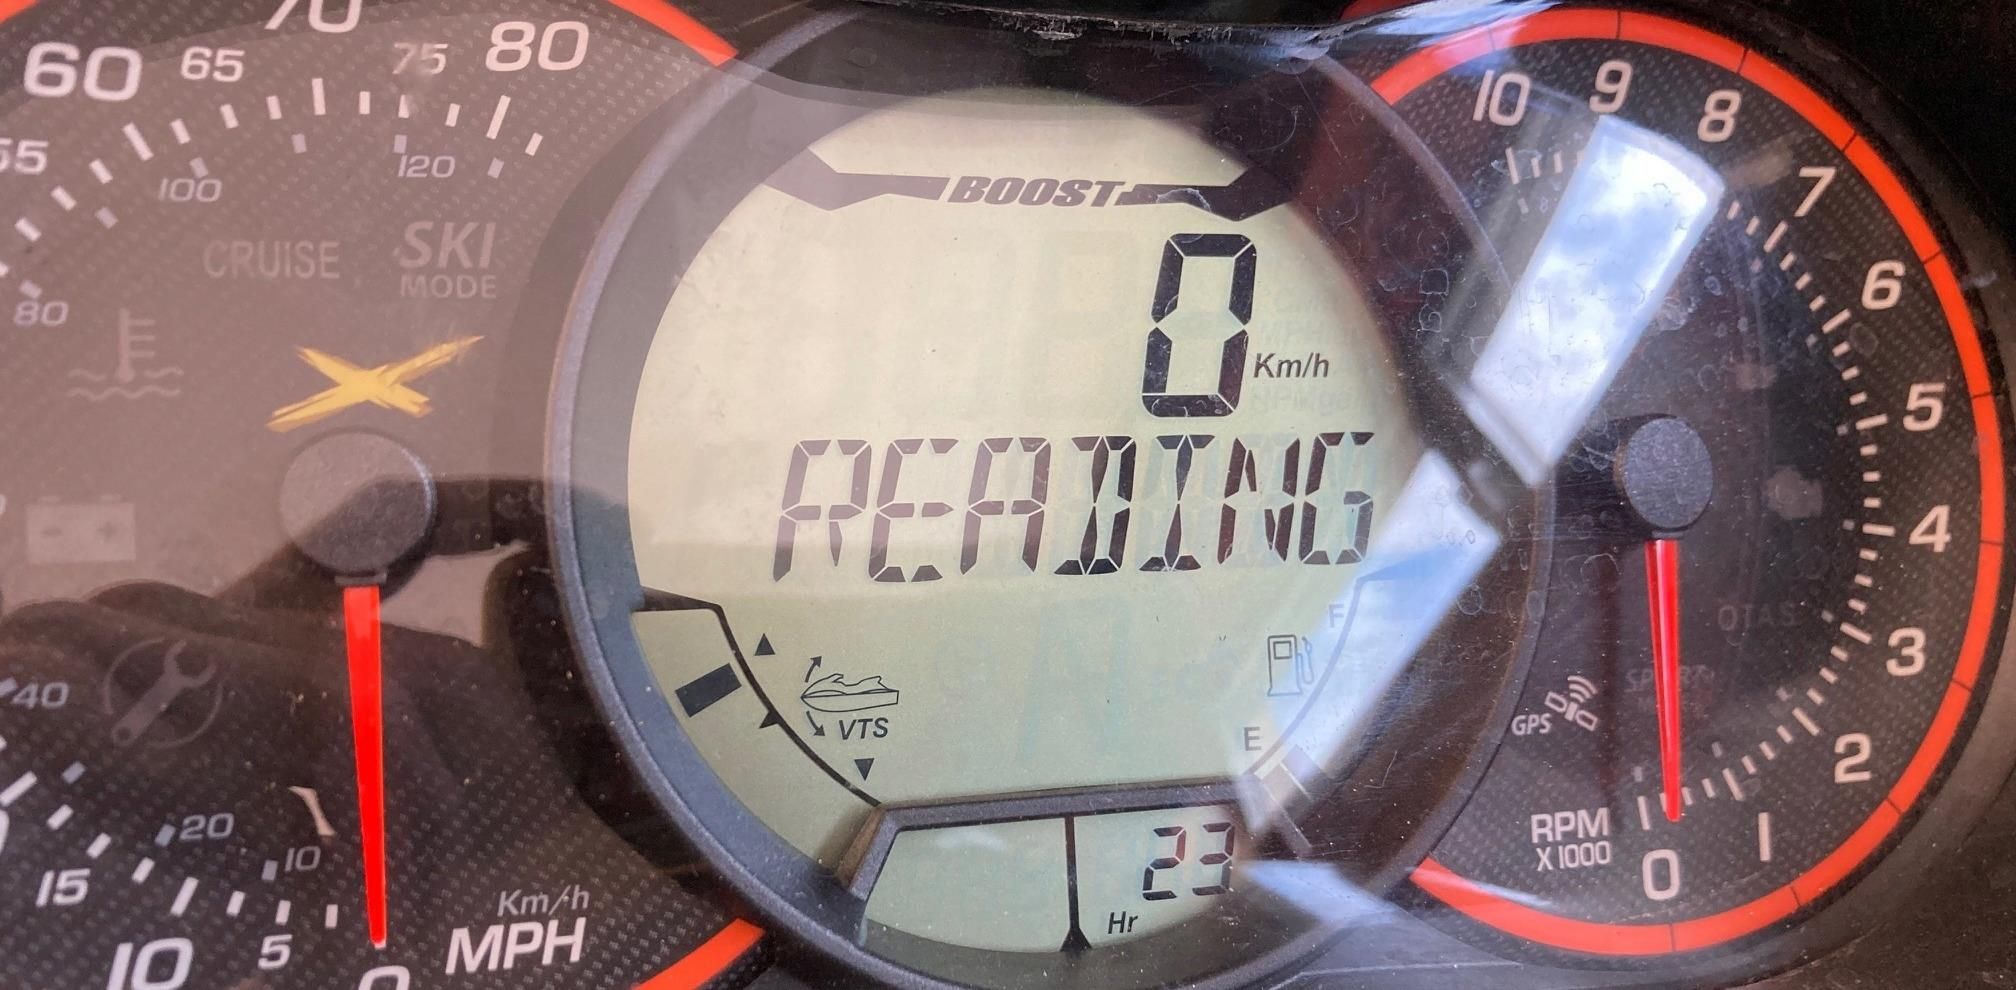 70
60 65 75 80
55
100 120
80
CRUISE
SKI
MODE
BOOST
0 Km/h
READING
VTS
F
E
23
Hr
40
20
15
10
Km/h
10 5 0 MPH
10 9 8
7
6
5
4
3
2
1
0
GPS
RPM
X 1000